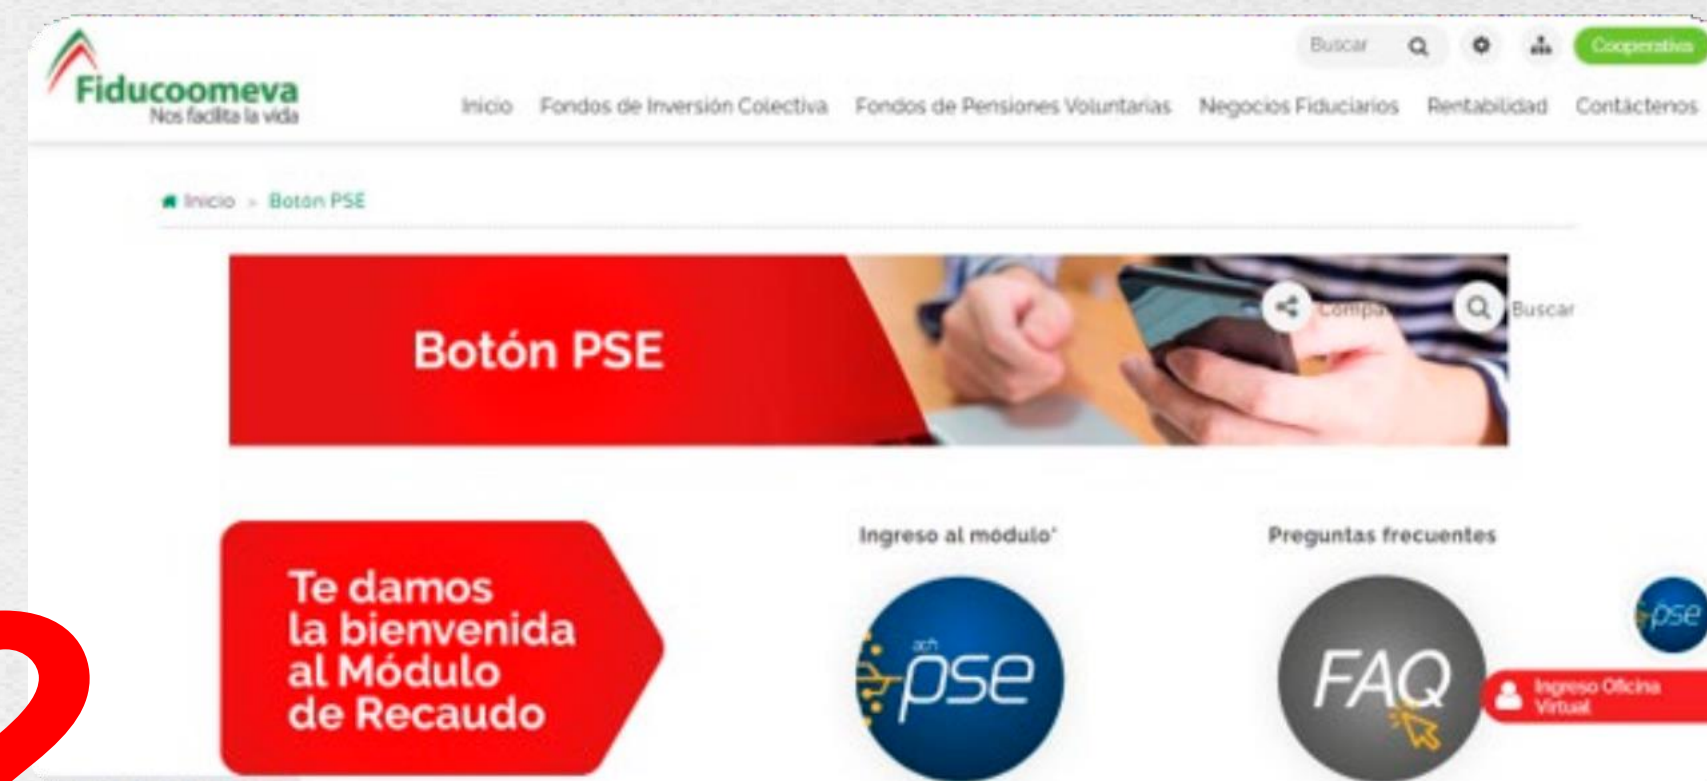 Buscar
Cooperativa
Fiducoomeva
Nos facilita la vida
Inicio Fondos de Inversión Colectiva Fondos de Pensiones Voluntarias Negocios Fiduciarios Rentabilidad Contáctenos
Inicio » Botón PSE
Botón PSE
Buscar
Ingreso al módulo*
Preguntas frecuentes
Te damos
la bienvenida
al Módulo
de Recaudo
ach
pse
FAQ
pse
Ingreso Oficina
Virtual